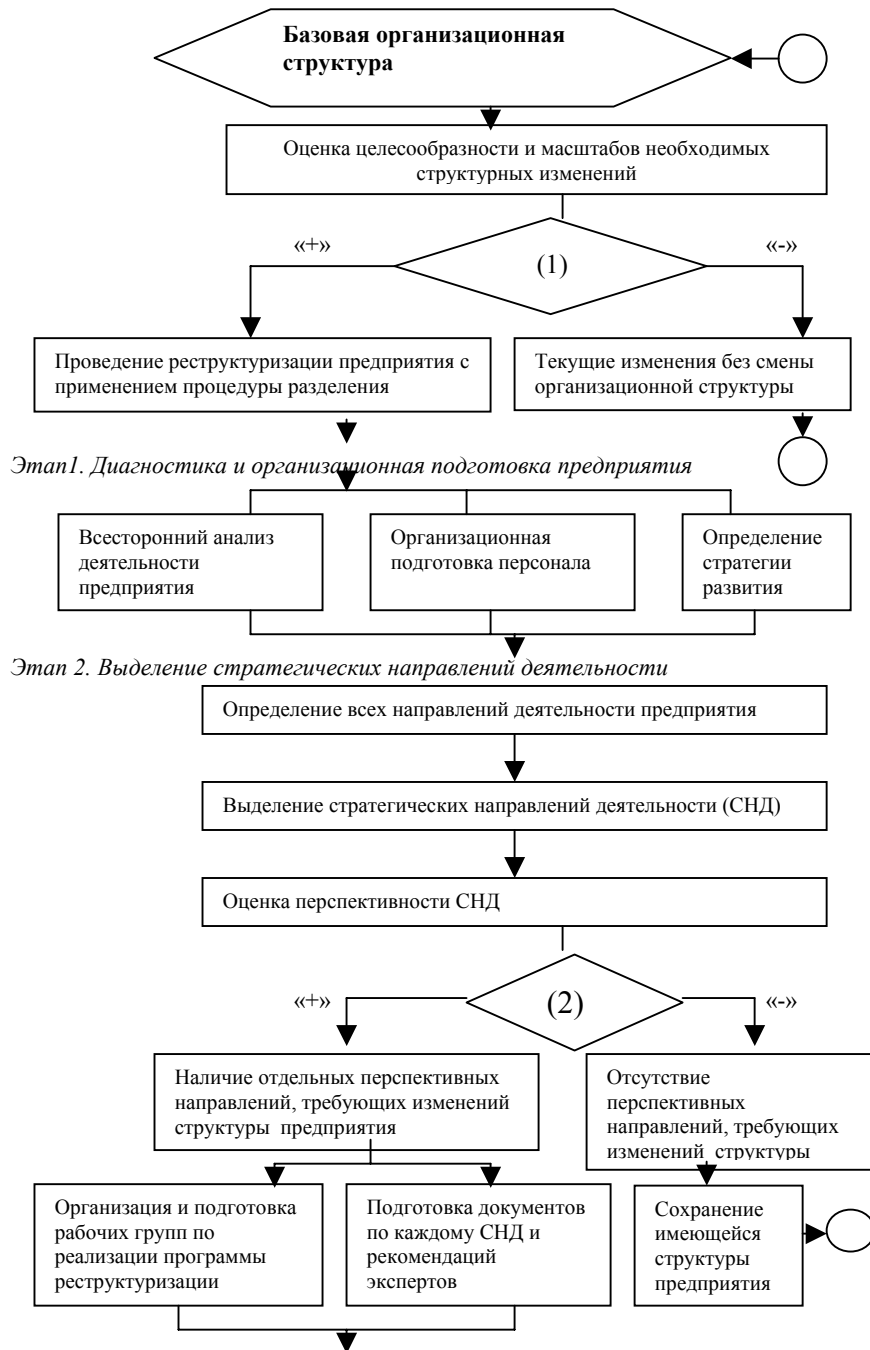 Базовая организационная
структура
Оценка целесообразности и масштабов необходимых
структурных изменений
«+»
(1)
«-»
Проведение реструктуризации предприятия с
применением процедуры разделения
Текущие изменения без смены
организационной структуры
Этап1. Диагностика и организационная подготовка предприятия
Всесторонний анализ
деятельности
предприятия
Организационная
подготовка персонала
Определение
стратегии
развития
Этап 2. Выделение стратегических направлений деятельности
Определение всех направлений деятельности предприятия
Выделение стратегических направлений деятельности (СНД)
Оценка перспективности СНД
«+»
(2)
«-»
Наличие отдельных перспективных
направлений, требующих изменений
структуры предприятия
Отсутствие
перспективных
направлений, требующих
изменений структуры
Организация и подготовка
рабочих групп по
реализации программы
реструктуризации
Подготовка документов
по каждому СНД и
рекомендаций
экспертов
Сохранение
имеющейся
структуры
предприятия